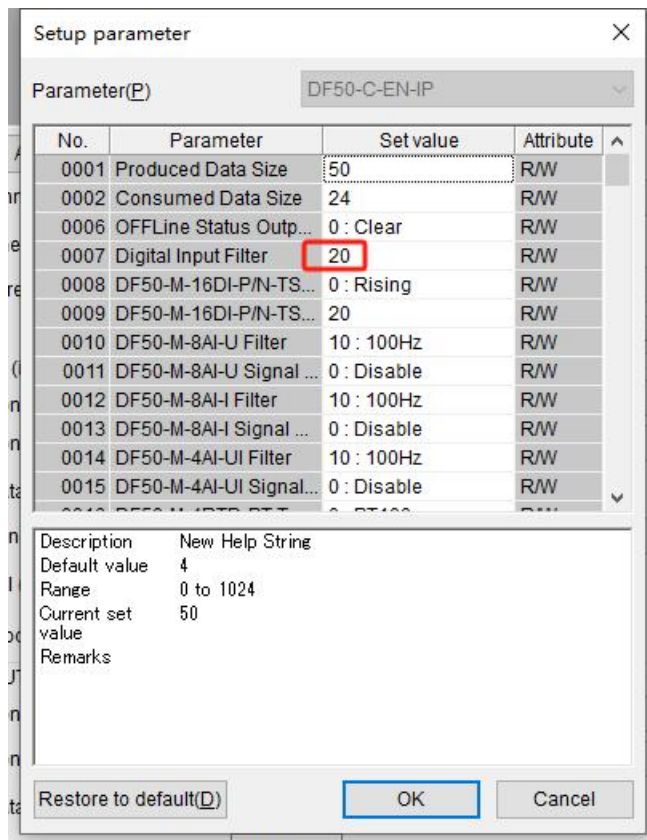 Setup parameter
Parameter(P) DF50-C-EN-IP
No. Parameter Set value Attribute
0001 Produced Data Size 50 R/W
0002 Consumed Data Size 24 R/W
0006 OFFLine Status Outp... 0 : Clear R/W
0007 Digital Input Filter 20 R/W
0008 DF50-M-16DI-P/N-TS... 0 : Rising R/W
0009 DF50-M-16DI-P/N-TS... 20 R/W
0010 DF50-M-8AI-U Filter 10 : 100Hz R/W
0011 DF50-M-8AI-U Signal ... 0 : Disable R/W
0012 DF50-M-8AI-I Filter 10 : 100Hz R/W
0013 DF50-M-8AI-I Signal ... 0 : Disable R/W
0014 DF50-M-4AI-UI Filter 10 : 100Hz R/W
0015 DF50-M-4AI-UI Signal... 0 : Disable R/W
Description New Help String
Default value 4
Range 0 to 1024
Current set 50
value
Remarks
Restore to default(D) OK Cancel